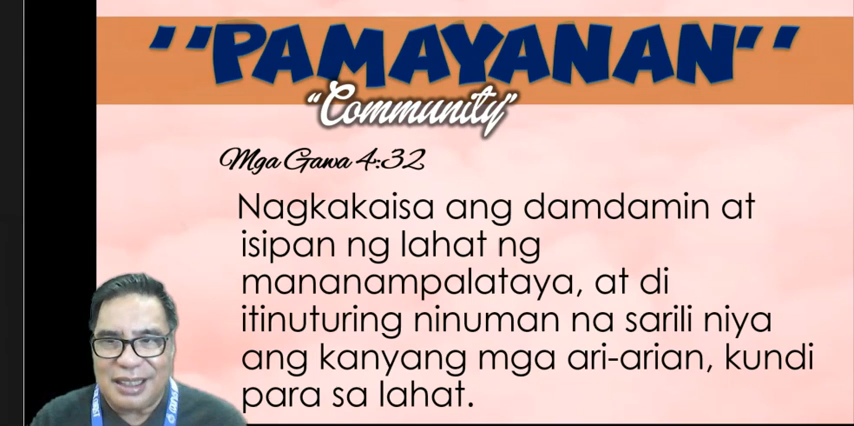 "PAMAYANAN"
"Community"
Mga Gawa 4:32
Nagkakaisa ang damdamin at
isipan ng lahat ng
mananampalataya, at di
itinuturing ninuman na sarili niya
ang kanyang mga ari-arian, kundi
para sa lahat.